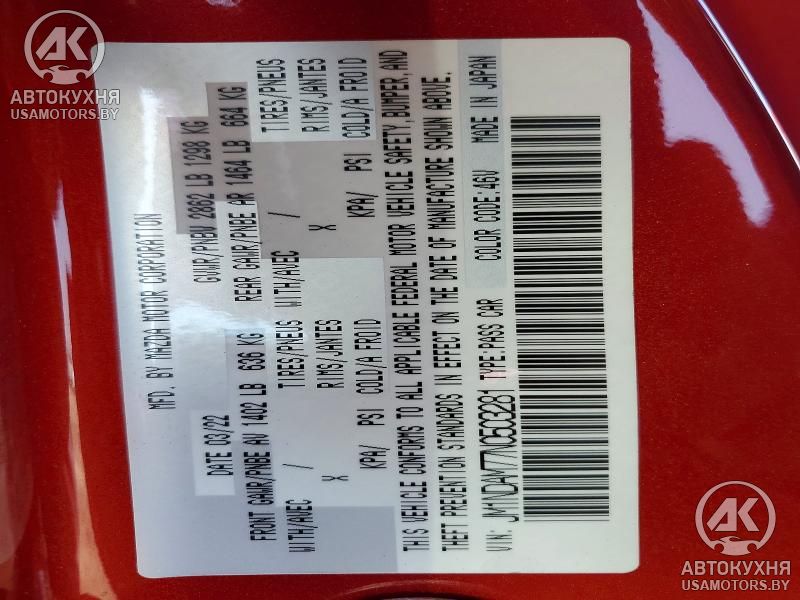 MFD. BY MAZDA MOTOR CORPORATION
DATE 03/22 GVWR/PNBV 2862 LB 1298 KG
FRONT GAWR/PNBE AV 1402 LB 636 KG REAR GAWR/PNBE AR 1464 LB 664 KG
WITH/AVEC / TIRES/PNEUS WITH/AVEC / TIRES/PNEUS
X RIMS/JANTES X RIMS/JANTES
KPA/ PSI COLD/A FROID KPA/ PSI COLD/A FROID
THIS VEHICLE CONFORMS TO ALL APPLICABLE FEDERAL MOTOR VEHICLE SAFETY, BUMPER, AND
THEFT PREVENTION STANDARDS IN EFFECT ON THE DATE OF MANUFACTURE SHOWN ABOVE.
VIN: JM1NDAM77N0503281 TYPE:PASS CAR COLOR CODE:46V MADE IN JAPAN
АК
АВТОКУХНЯ
USAMOTORS.BY
АК
АВТОКУХНЯ
USAMOTORS.BY